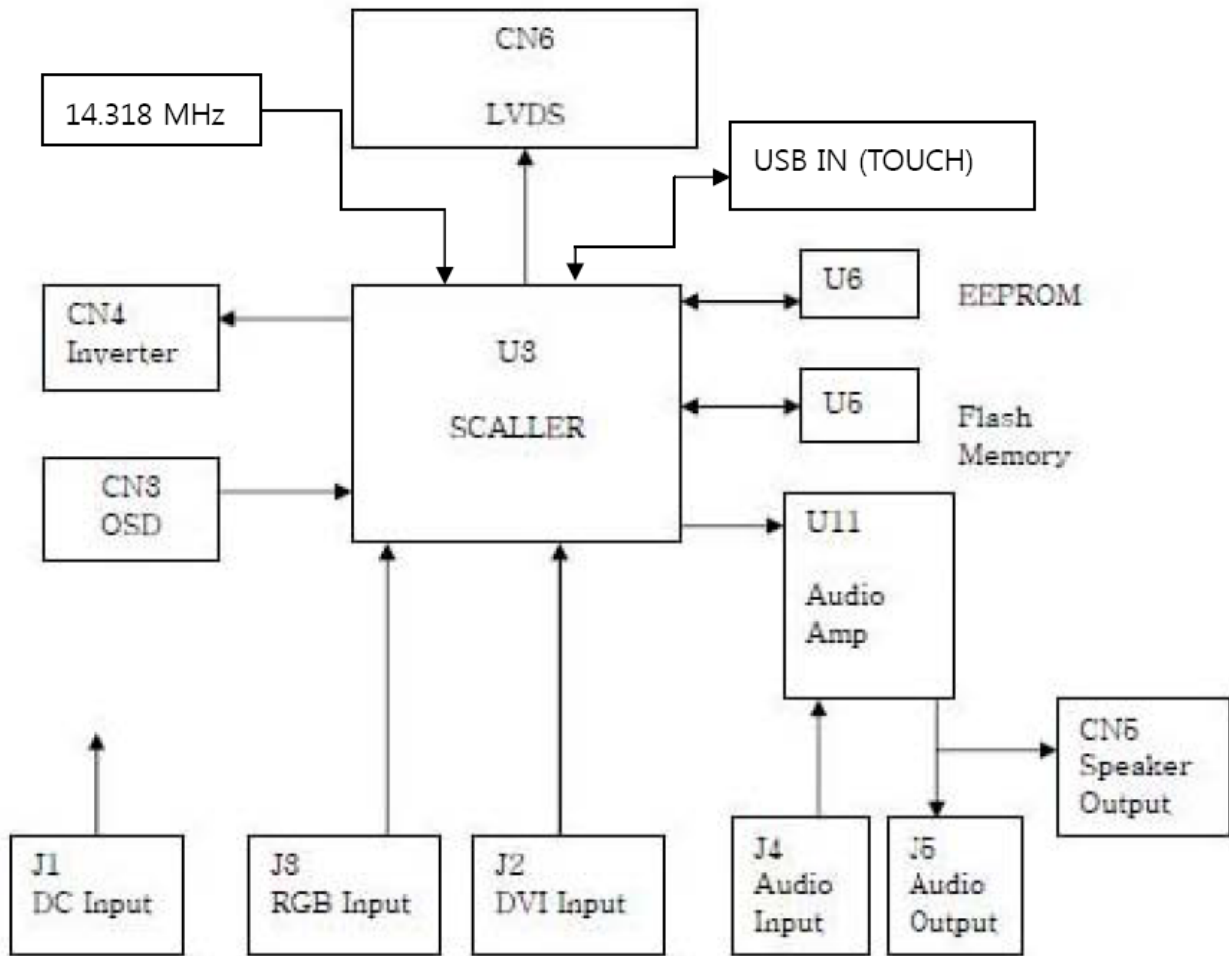 CN6
LVDS
14.318 MHz
USB IN (TOUCH)
CN4
Inverter
U3
SCALLER
U6
EEPROM
U5
Flash
Memory
CN3
OSD
U11
Audio
Amp
CN5
Speaker
Output
J1
DC Input
J3
RGB Input
J2
DVI Input
J4
Audio
Input
J5
Audio
Output